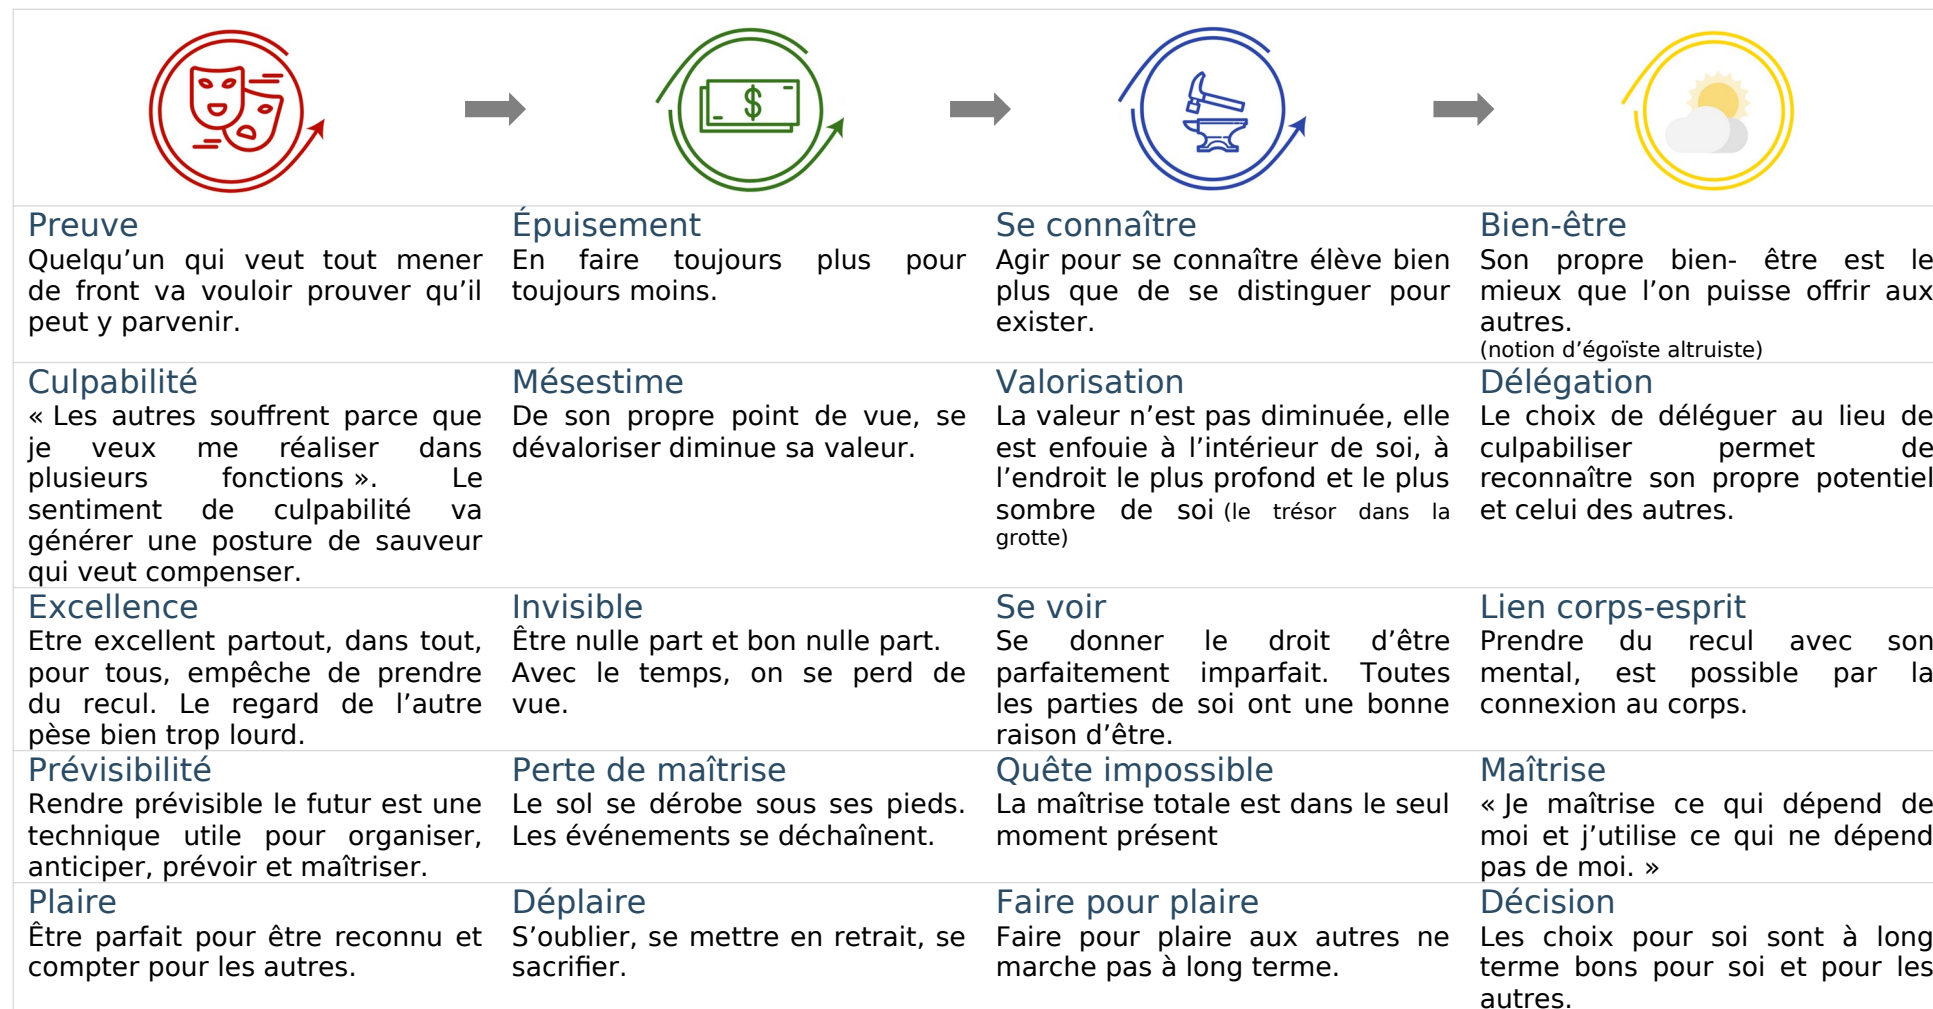 $
Preuve
Quelqu’un qui veut tout mener
de front va vouloir prouver qu’il
peut y parvenir.
Épuisement
En faire toujours plus pour
toujours moins.
Se connaître
Agir pour se connaître élève bien
plus que de se distinguer pour
exister.
Bien-être
Son propre bien- être est le
mieux que l’on puisse offrir aux
autres.
(notion d’égoïste altruiste)
Culpabilité
« Les autres souffrent parce que
je veux me réaliser dans
plusieurs fonctions ». Le
sentiment de culpabilité va
générer une posture de sauveur
qui veut compenser.
Mésestime
De son propre point de vue, se
dévaloriser diminue sa valeur.
Valorisation
La valeur n’est pas diminuée, elle
est enfouie à l’intérieur de soi, à
l’endroit le plus profond et le plus
sombre de soi (le trésor dans la
grotte)
Délégation
Le choix de déléguer au lieu de
culpabiliser permet de
reconnaître son propre potentiel
et celui des autres.
Excellence
Etre excellent partout, dans tout,
pour tous, empêche de prendre
du recul. Le regard de l’autre
pèse bien trop lourd.
Invisible
Être nulle part et bon nulle part.
Avec le temps, on se perd de
vue.
Se voir
Se donner le droit d’être
parfaitement imparfait. Toutes
les parties de soi ont une bonne
raison d’être.
Lien corps-esprit
Prendre du recul avec son
mental, est possible par la
connexion au corps.
Prévisibilité
Rendre prévisible le futur est une
technique utile pour organiser,
anticiper, prévoir et maîtriser.
Perte de maîtrise
Le sol se dérobe sous ses pieds.
Les événements se déchaînent.
Quête impossible
La maîtrise totale est dans le seul
moment présent
Maîtrise
« Je maîtrise ce qui dépend de
moi et j’utilise ce qui ne dépend
pas de moi. »
Plaire
Être parfait pour être reconnu et
compter pour les autres.
Déplaire
S’oublier, se mettre en retrait, se
sacrifier.
Faire pour plaire
Faire pour plaire aux autres ne
marche pas à long terme.
Décision
Les choix pour soi sont à long
terme bons pour soi et pour les
autres.